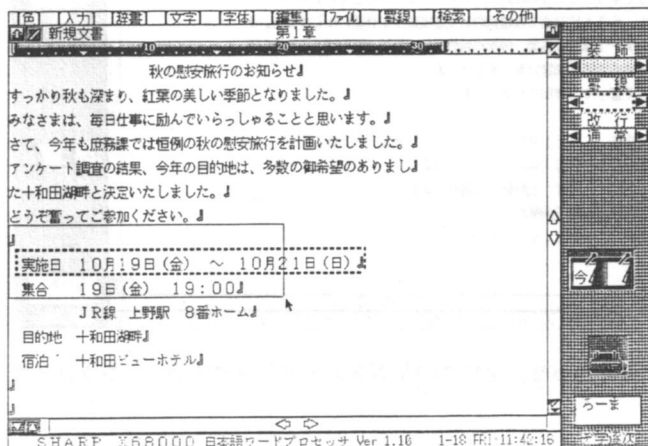 [色] [入力] [辞書] [文字] [字体] [編集] [ファイル] [罫線] [検索] [その他]
新規文書 第1章
10 20 30
秋の慰安旅行のお知らせ』
すっかり秋も深まり、紅葉の美しい季節となりました。』
みなさまは、毎日仕事に励んでいらっしゃることと思います。』
さて、今年も庶務課では恒例の秋の慰安旅行を計画いたしました。』
アンケート調査の結果、今年の目的地は、多数の御希望のありまし』
た十和田湖畔と決定いたしました。』
どうぞ奮ってご参加ください。』
』
実施日 10月19日(金) ~ 10月21日(日)』
集合 19日(金) 19:00』
JR線 上野駅 8番ホーム』
目的地 十和田湖畔』
宿泊 十和田ビューホテル』
』
』
装飾
罫線
改行
通常
今
ろーま
文字逐次
SHARP X68000 日本語ワードプロセッサ Ver 1.10 1-18 FRI 11:42:16